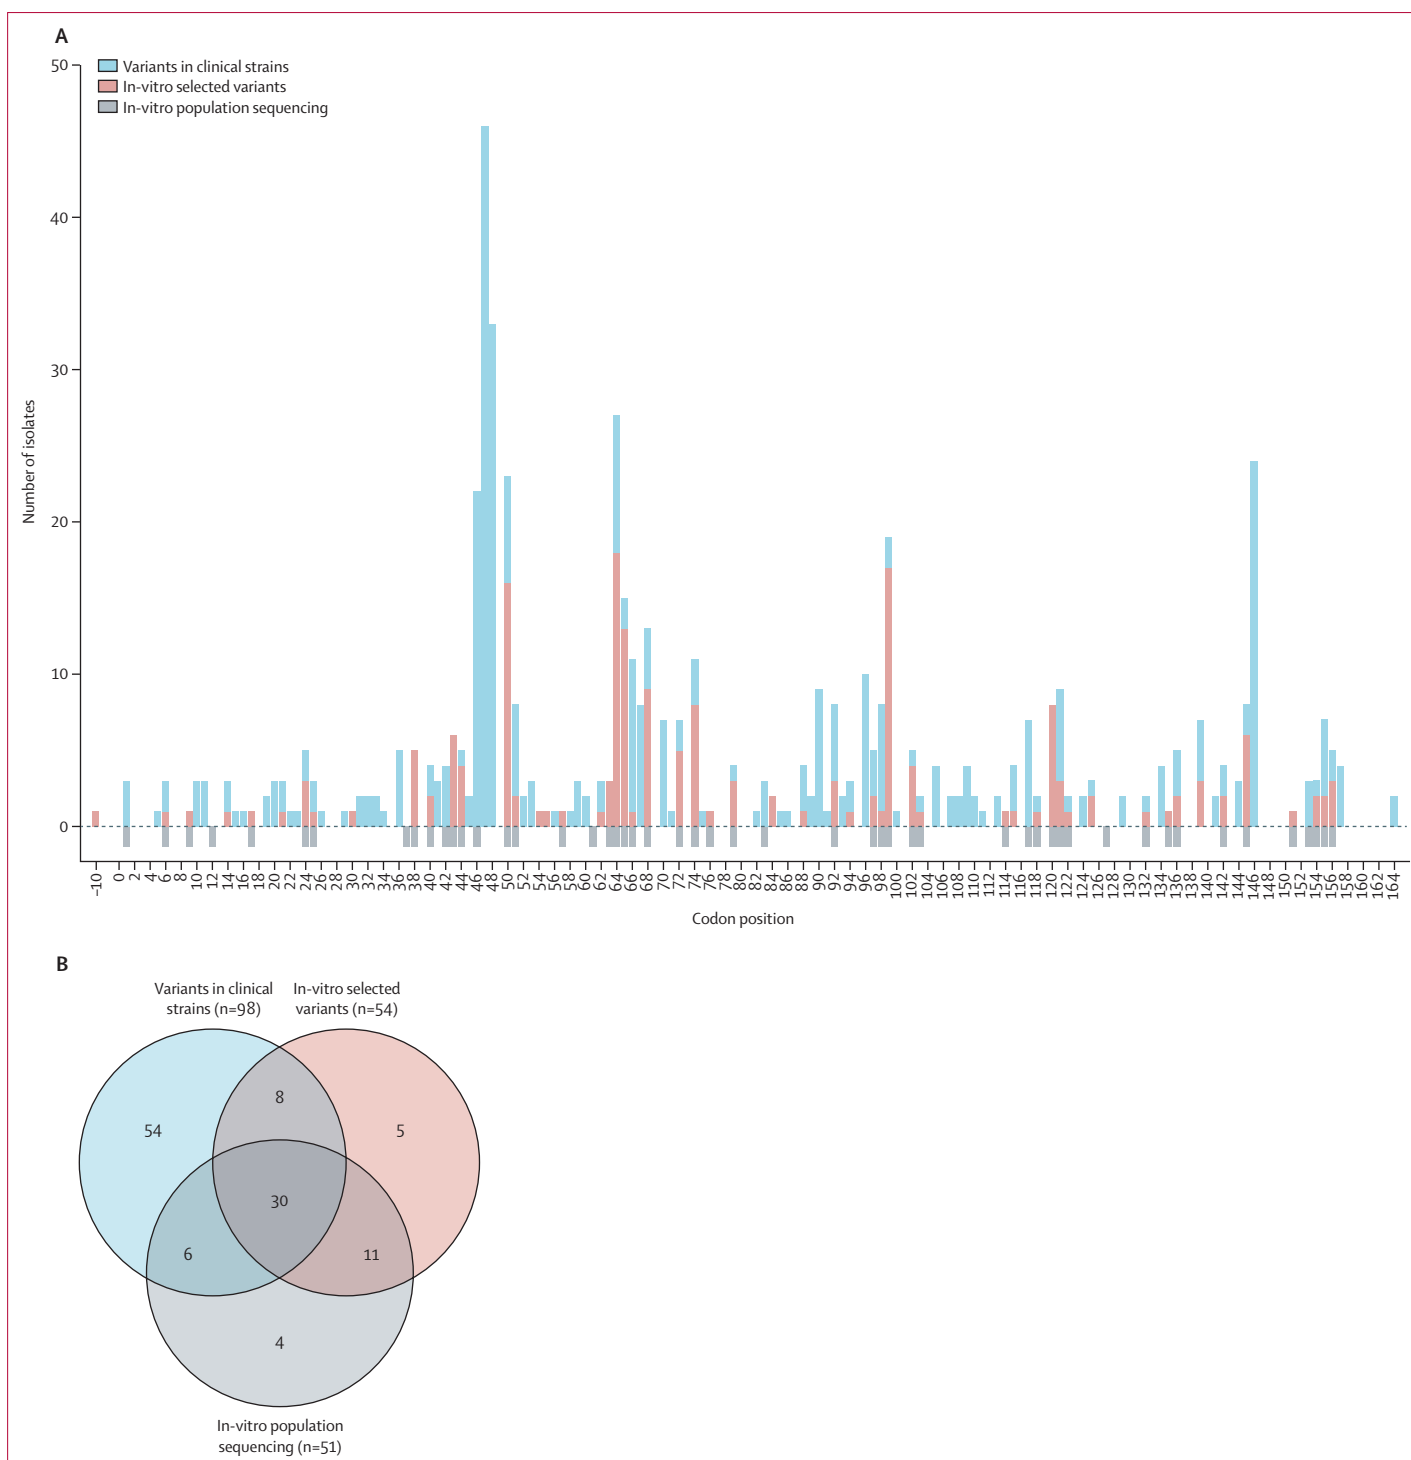 A
50
Variants in clinical strains
In-vitro selected variants
In-vitro population sequencing
40
30
20
10
0
Number of isolates
–10 0 2 4 6 8 10 12 14 16 18 20 22 24 26 28 30 32 34 36 38 40 42 44 46 48 50 52 54 56 58 60 62 64 66 68 70 72 74 76 78 80 82 84 86 88 90 92 94 96 98 100 102 104 106 108 110 112 114 116 118 120 122 124 126 128 130 132 134 136 138 140 142 144 146 148 150 152 154 156 158 160 162 164
Codon position
B
Variants in clinical
strains (n=98)
In-vitro selected
variants (n=54)
8
54
5
30
6
11
4
In-vitro population
sequencing (n=51)